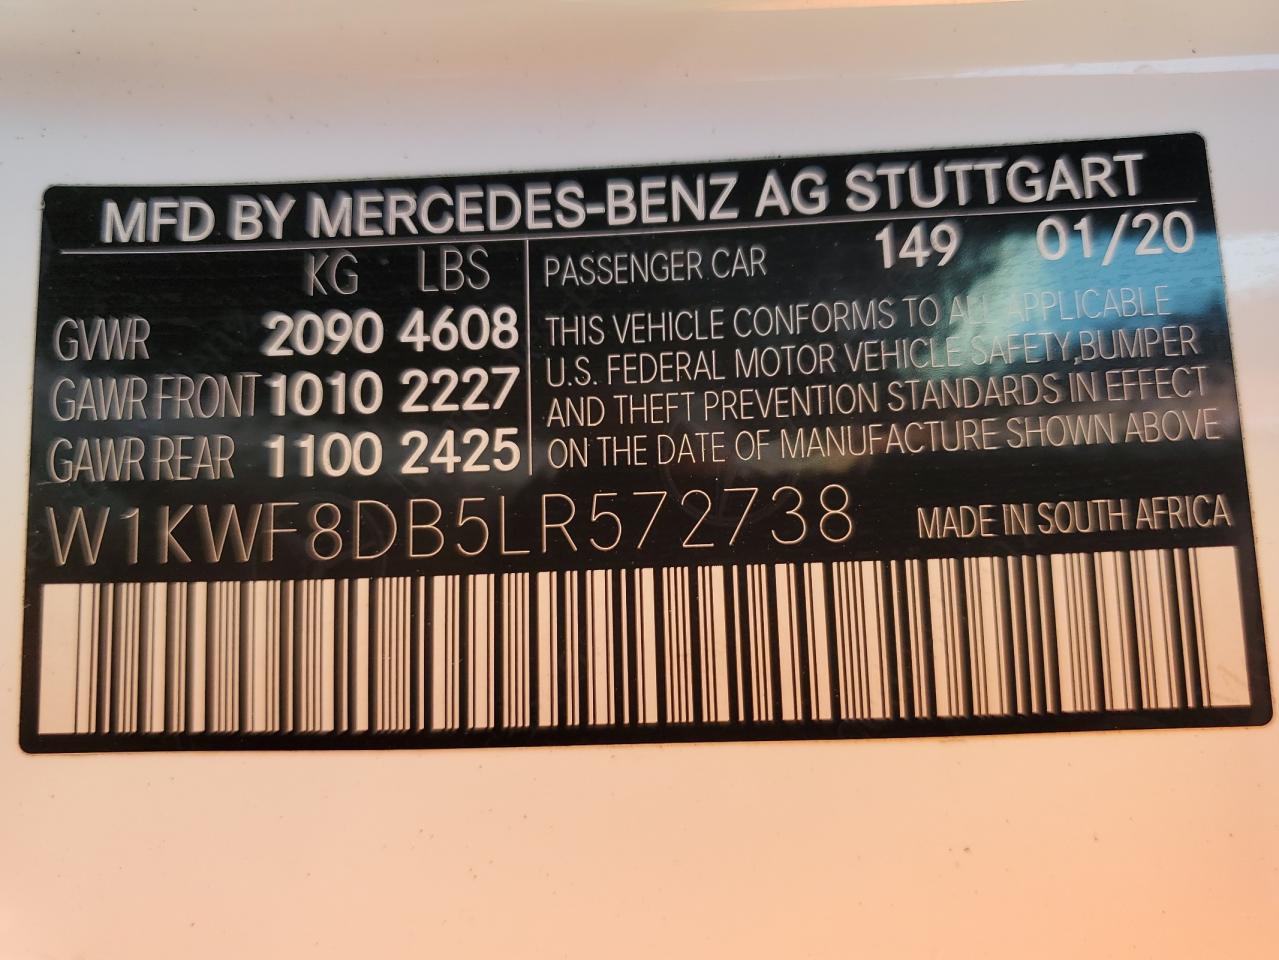 MFD BY MERCEDES-BENZ AG STUTTGART
KG LBS
GVWR 2090 4608
GAWR FRONT 1010 2227
GAWR REAR 1100 2425
PASSENGER CAR 149 01/20
THIS VEHICLE CONFORMS TO ALL APPLICABLE
U.S. FEDERAL MOTOR VEHICLE SAFETY,BUMPER
AND THEFT PREVENTION STANDARDS IN EFFECT
ON THE DATE OF MANUFACTURE SHOWN ABOVE
W1KWF8DB5LR572738 MADE IN SOUTH AFRICA